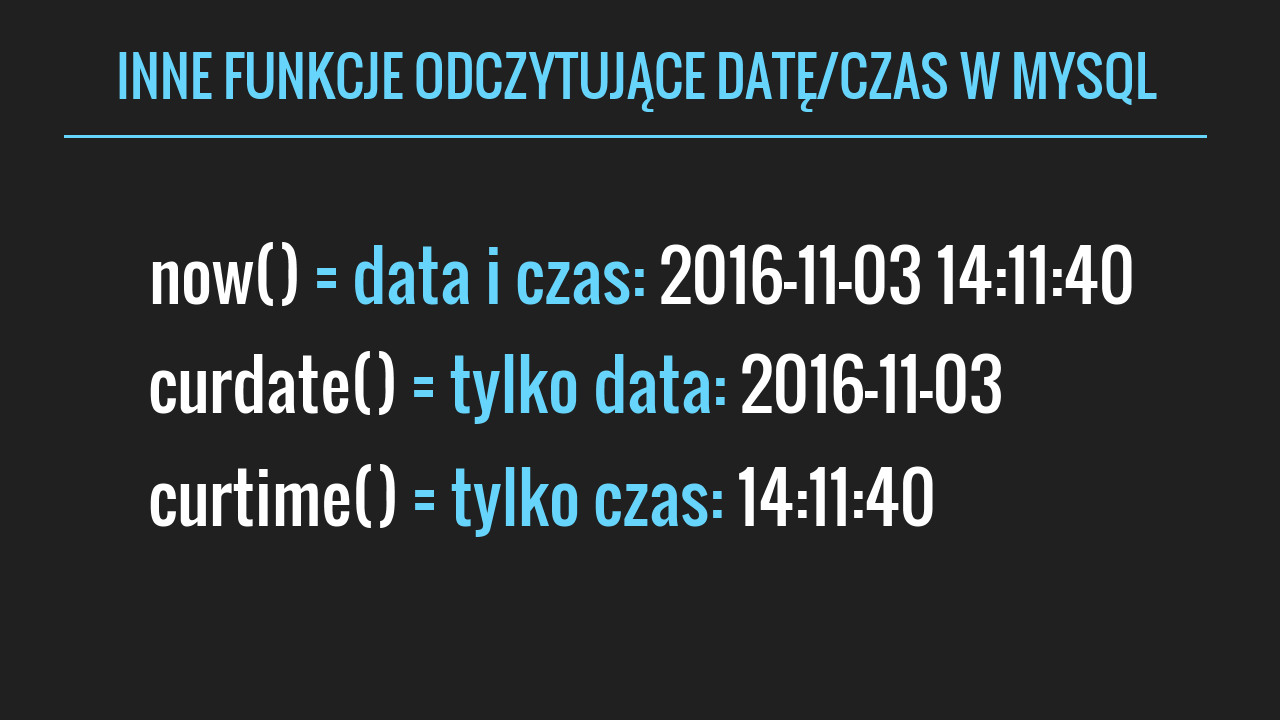 INNE FUNKCJE ODCZYTUJĄCE DATĘ/CZAS W MYSQL
now() = data i czas: 2016-11-03 14:11:40
curdate() = tylko data: 2016-11-03
curtime() = tylko czas: 14:11:40